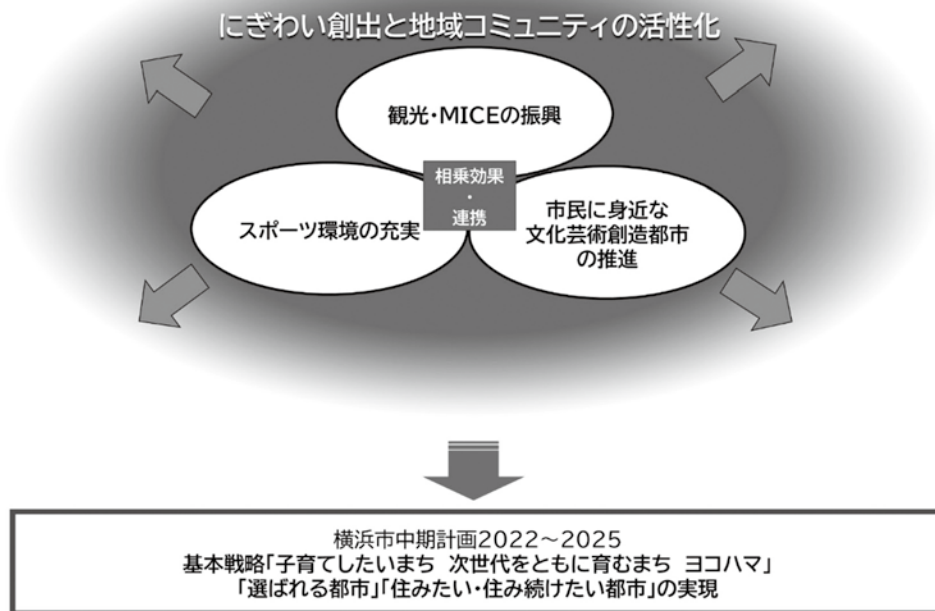 にぎわい創出と地域コミュニティの活性化
観光・MICEの振興
相乗効果
・
連携
スポーツ環境の充実
市民に身近な
文化芸術創造都市
の推進
横浜市中期計画2022～2025
基本戦略「子育てしたいまち 次世代をともに育むまち ヨコハマ」
「選ばれる都市」「住みたい・住み続けたい都市」の実現